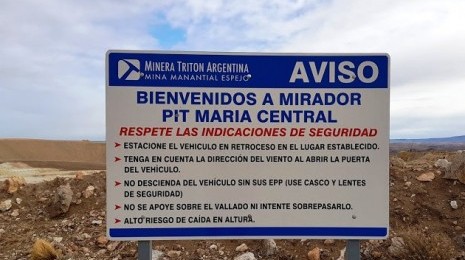 MINERA TRITON ARGENTINA
MINA MANANTIAL ESPEJO
AVISO
BIENVENIDOS A MIRADOR
PIT MARIA CENTRAL
RESPETE LAS INDICACIONES DE SEGURIDAD
ESTACIONE EL VEHICULO EN RETROCESO EN EL LUGAR ESTABLECIDO.
TENGA EN CUENTA LA DIRECCIÓN DEL VIENTO AL ABRIR LA PUERTA
DEL VEHÍCULO.
NO DESCIENDA DEL VEHÍCULO SIN SUS EPP (USE CASCO Y LENTES
DE SEGURIDAD)
NO SE APOYE SOBRE EL VALLADO NI INTENTE SOBREPASARLO.
ALTO RIESGO DE CAÍDA EN ALTURA.